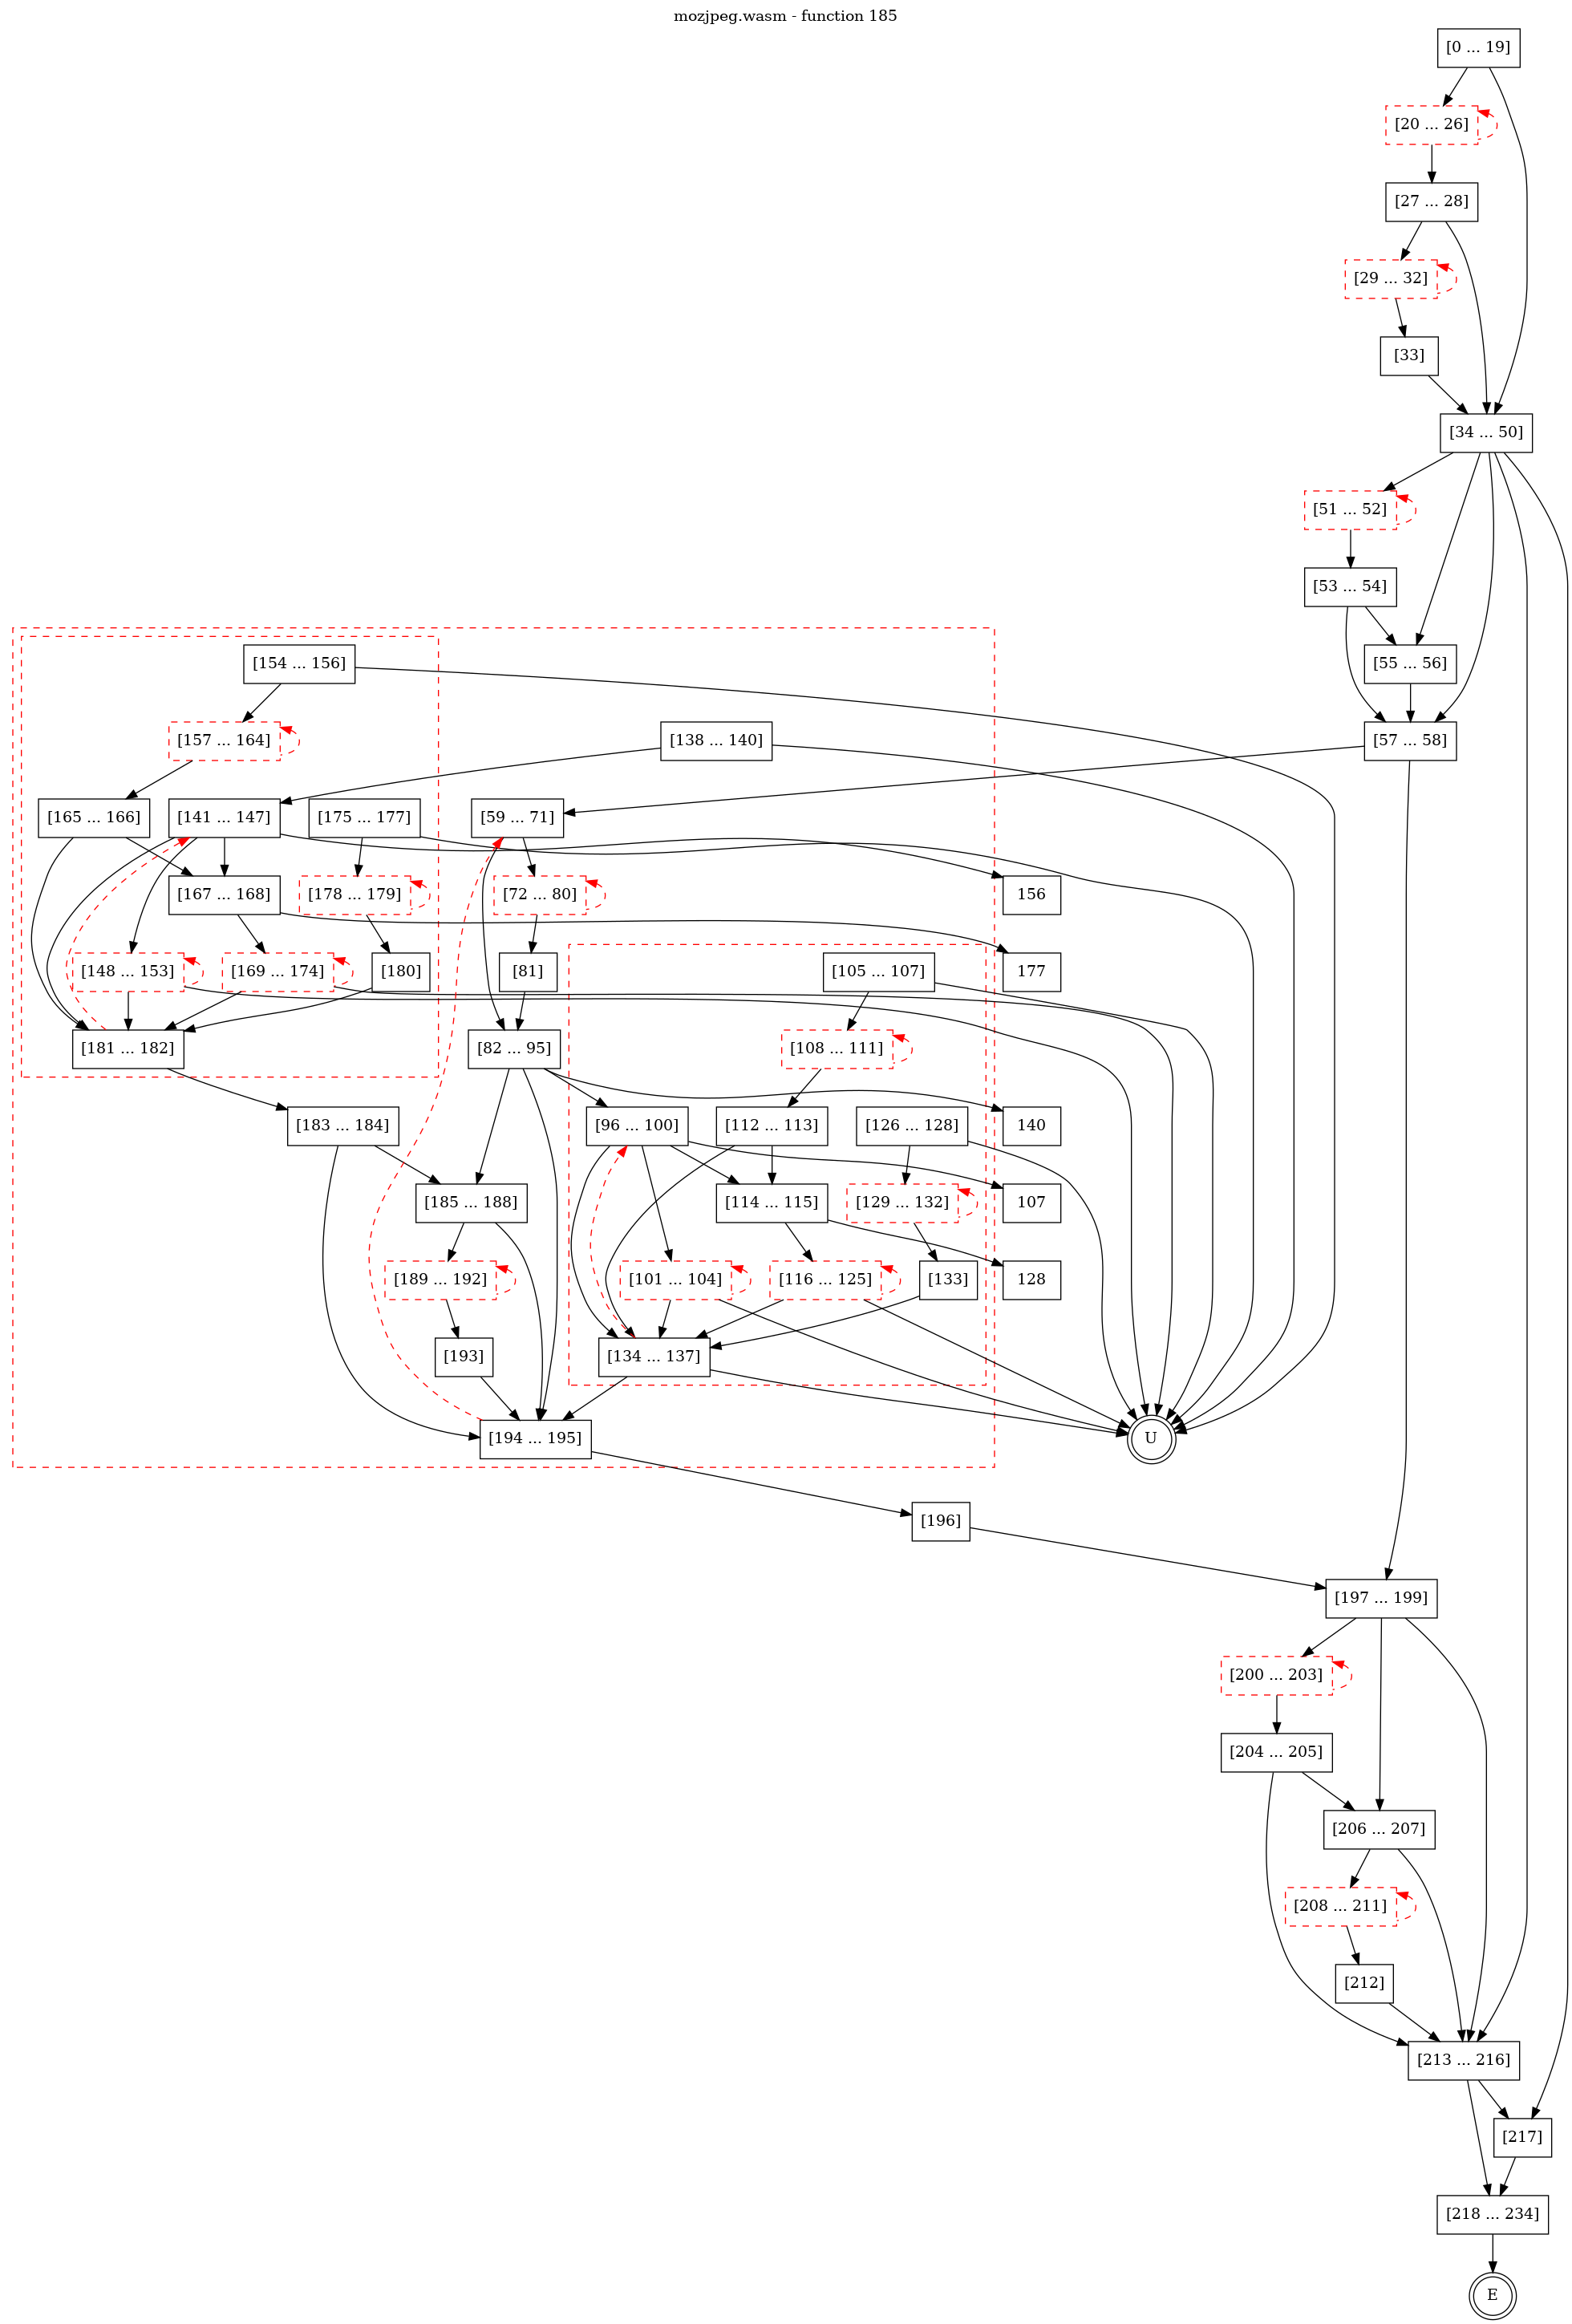 mozjpeg.wasm - function 185
[0 ... 19]
[20 ... 26]
[27 ... 28]
[29 ... 32]
[33]
[34 ... 50]
[51 ... 52]
[53 ... 54]
[154 ... 156]
[55 ... 56]
[157 ... 164]
[138 ... 140]
[57 ... 58]
[165 ... 166]
[141 ... 147]
[175 ... 177]
[59 ... 71]
[167 ... 168]
[178 ... 179]
[72 ... 80]
156
[148 ... 153]
[169 ... 174]
[180]
[81]
[105 ... 107]
177
[181 ... 182]
[82 ... 95]
[108 ... 111]
[183 ... 184]
[96 ... 100]
[112 ... 113]
[126 ... 128]
140
[185 ... 188]
[114 ... 115]
[129 ... 132]
107
[189 ... 192]
[101 ... 104]
[116 ... 125]
[133]
128
[193]
[134 ... 137]
[194 ... 195]
U
[196]
[197 ... 199]
[200 ... 203]
[204 ... 205]
[206 ... 207]
[208 ... 211]
[212]
[213 ... 216]
[217]
[218 ... 234]
E